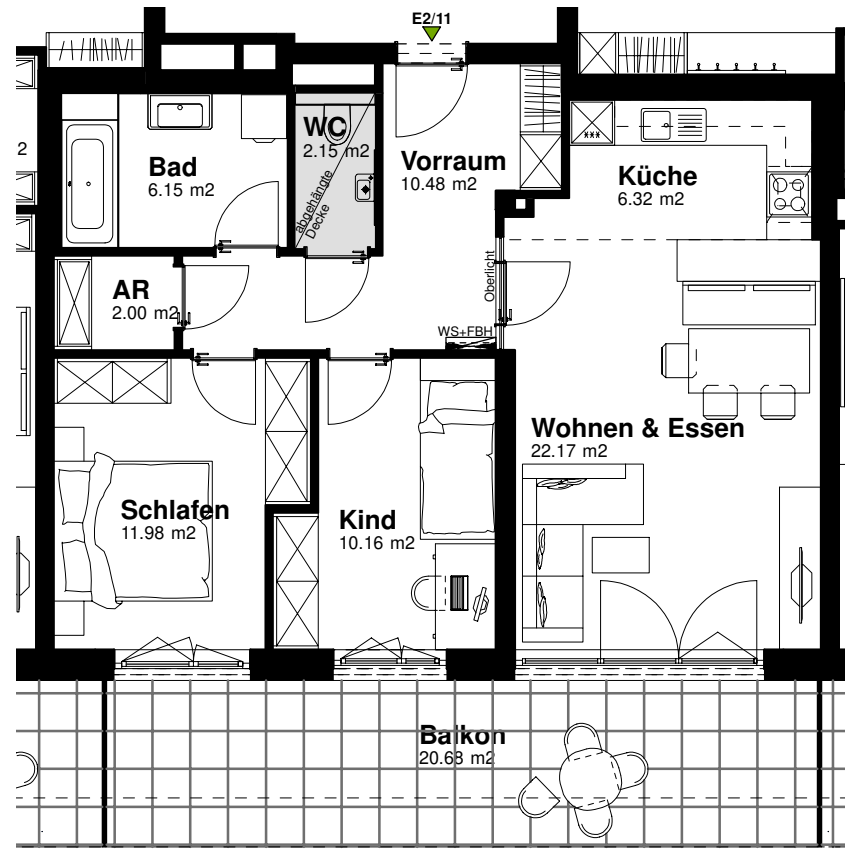 E2/11
WC
2.15 m2
Bad
6.15 m2
Vorraum
10.48 m2
Küche
6.32 m2
2
abgehängte
Decke
Oberlicht
AR
2.00 m2
WS+FBH
Wohnen & Essen
22.17 m2
Schlafen
11.98 m2
Kind
10.16 m2
Balkon
20.68 m2